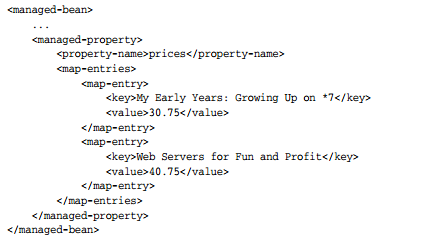 <managed-bean>
...
<managed-property>
<property-name>prices</property-name>
<map-entries>
<map-entry>
<key>My Early Years: Growing Up on *7</key>
<value>30.75</value>
</map-entry>
<map-entry>
<key>Web Servers for Fun and Profit</key>
<value>40.75</value>
</map-entry>
</map-entries>
</managed-property>
</managed-bean>